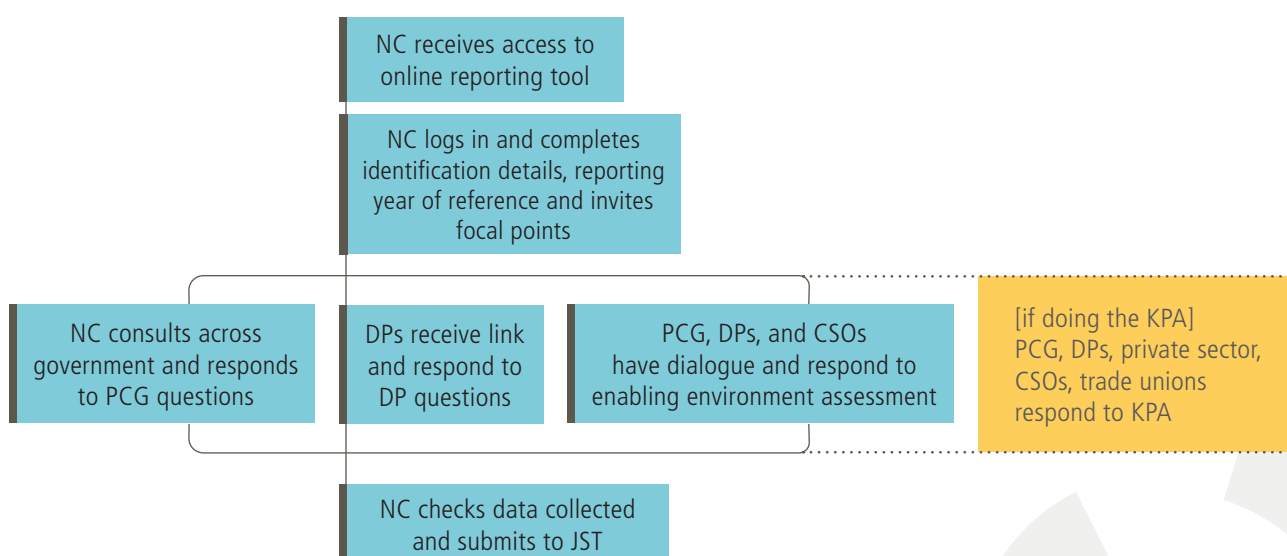 NC receives access to
online reporting tool
NC logs in and completes
identification details, reporting
year of reference and invites
focal points
NC consults across
government and responds
to PCG questions
DPs receive link
and respond to
DP questions
PCG, DPs, and CSOs
have dialogue and respond to
enabling environment assessment
[if doing the KPA]
PCG, DPs, private sector,
CSOs, trade unions
respond to KPA
NC checks data collected
and submits to JST